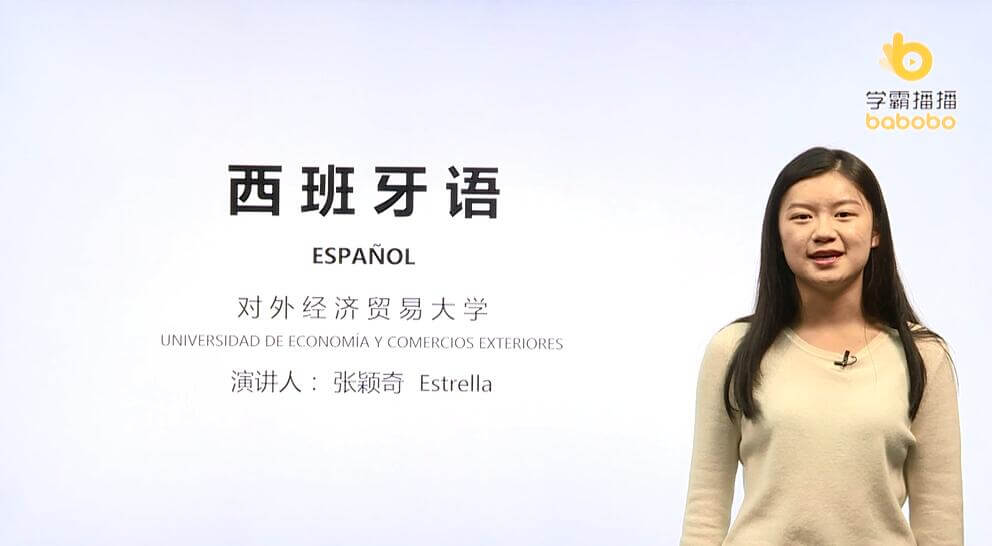 学霸播播
babobo
西班牙语
ESPAÑOL
对外经济贸易大学
UNIVERSIDAD DE ECONOMÍA Y COMERCIOS EXTERIORES
演讲人：张颖奇 Estrella